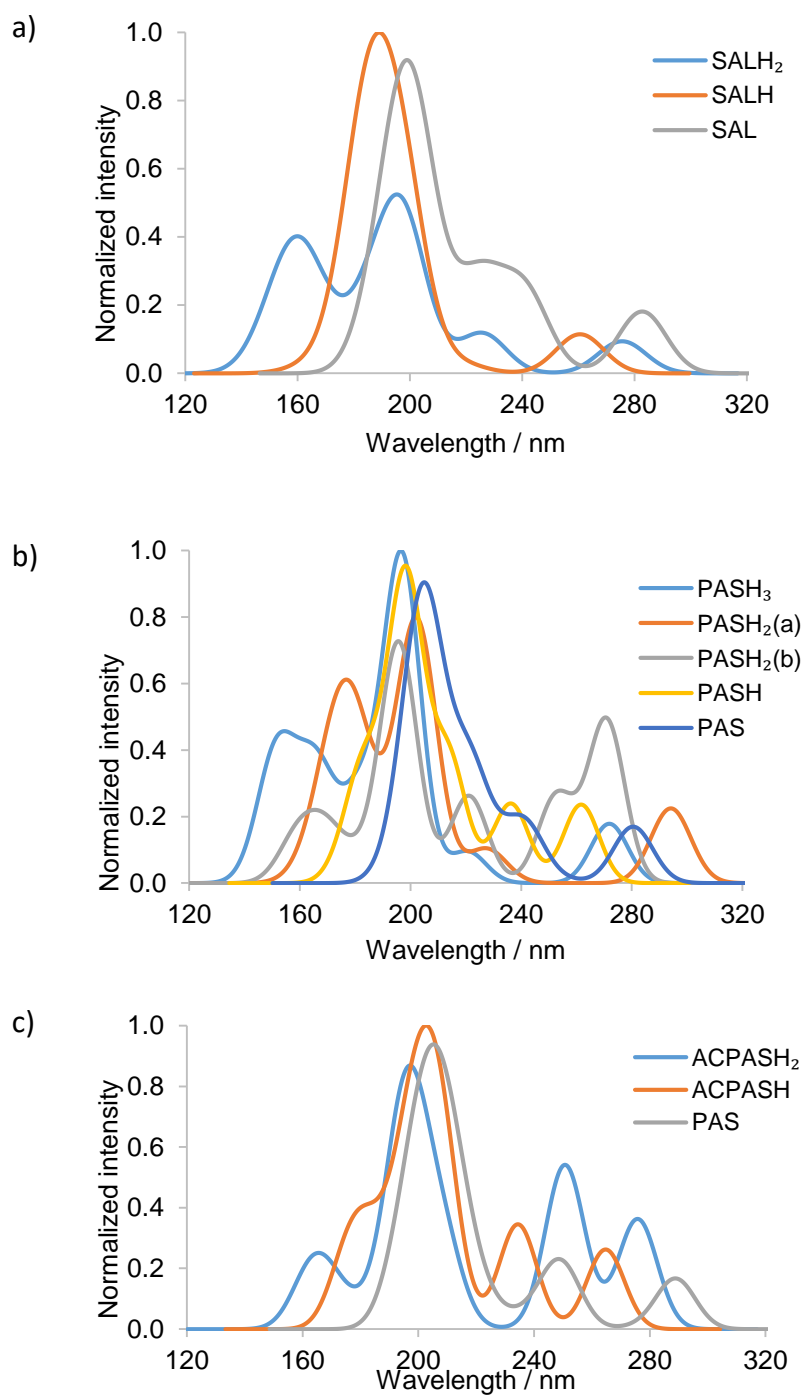 a)
Normalized intensity
1.0
0.8
0.6
0.4
0.2
0.0
120 160 200 240 280 320
Wavelength / nm
SALH₂
SALH
SAL
b)
Normalized intensity
1.0
0.8
0.6
0.4
0.2
0.0
120 160 200 240 280 320
Wavelength / nm
PASH₃
PASH₂(a)
PASH₂(b)
PASH
PAS
c)
Normalized intensity
1.0
0.8
0.6
0.4
0.2
0.0
120 160 200 240 280 320
Wavelength / nm
ACPASH₂
ACPASH
PAS